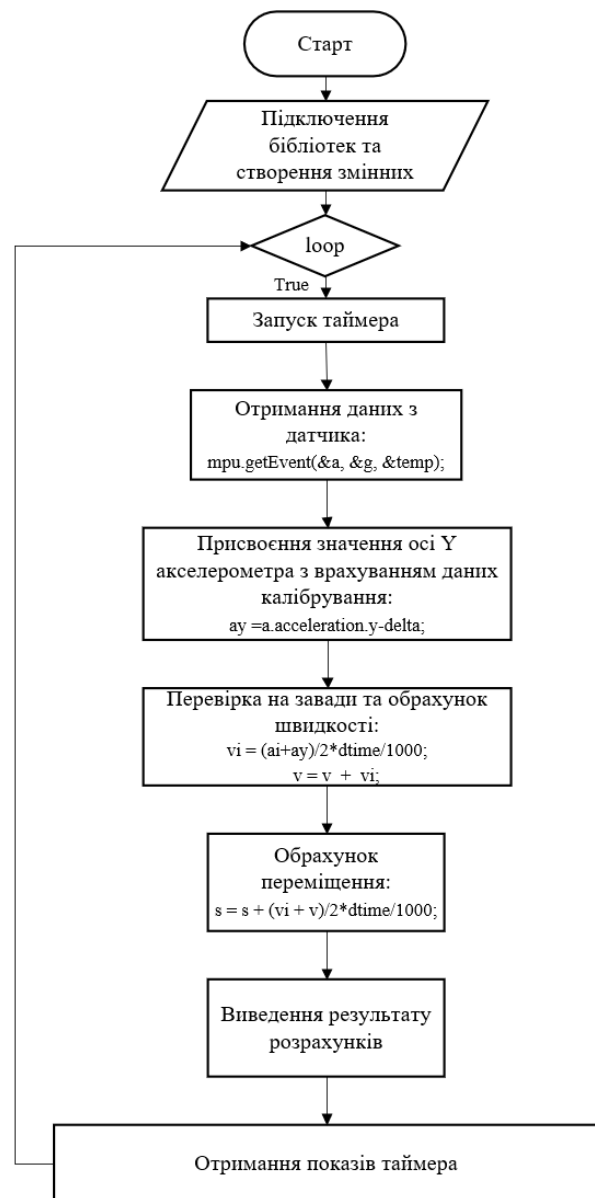 Старт
Підключення
бібліотек та
створення змінних
loop
True
Запуск таймера
Отримання даних з
датчика:
mpu.getEvent(&a, &g, &temp);
Присвоєння значення осі Y
акселерометра з врахуванням даних
калібрування:
ay =a.acceleration.y-delta;
Перевірка на завади та обрахунок
швидкості:
vi = (ai+ay)/2*dtime/1000;
v = v + vi;
Обрахунок
переміщення:
s = s + (vi + v)/2*dtime/1000;
Виведення результату
розрахунків
Отримання показів таймера